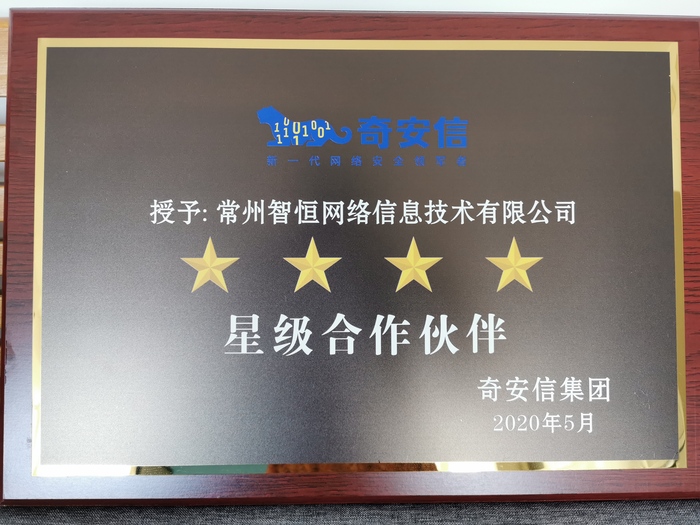 奇安信
新一代网络安全领军者
授予: 常州智恒网络信息技术有限公司
星级合作伙伴
奇安信集团
2020年5月